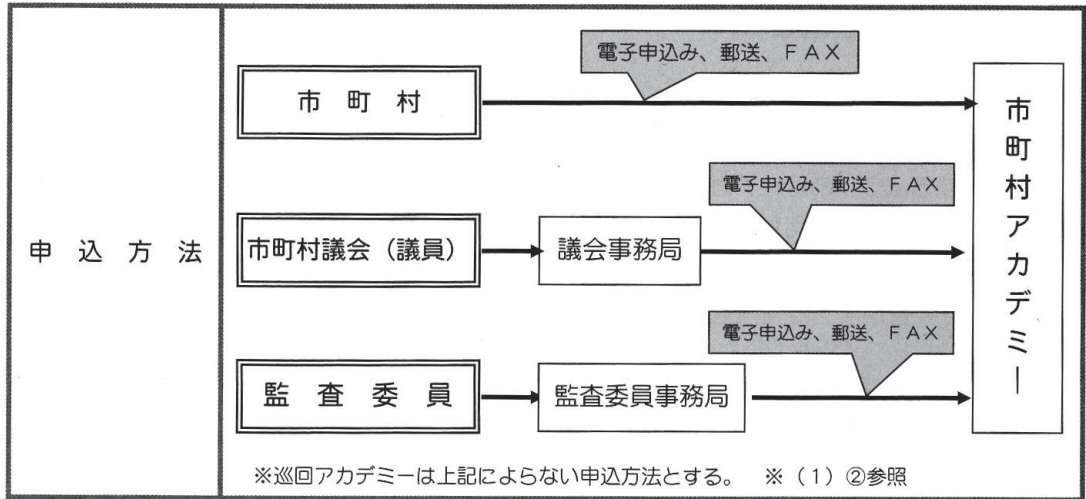 申込方法
電子申込み、郵送、ＦＡＸ
市町村
電子申込み、郵送、ＦＡＸ
市町村議会（議員）
議会事務局
電子申込み、郵送、ＦＡＸ
監査委員
監査委員事務局
市町村アカデミー
※巡回アカデミーは上記によらない申込方法とする。　※（１）②参照